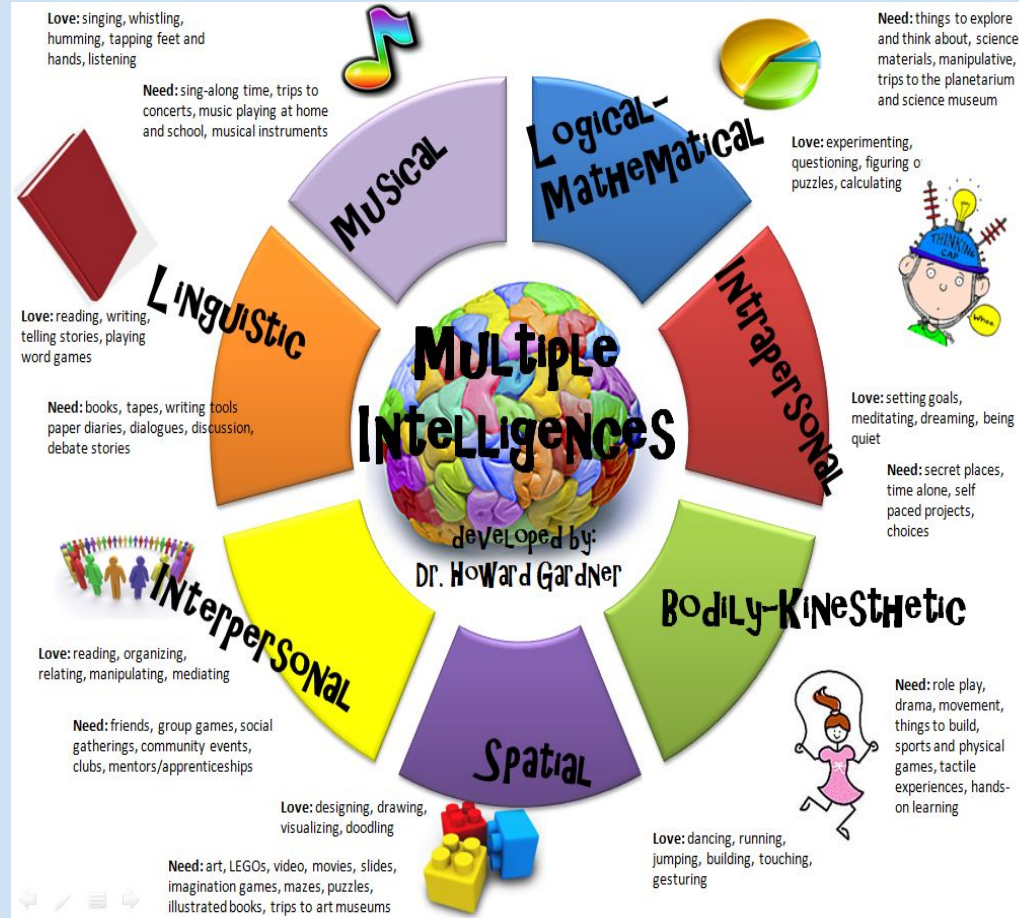 Love: singing, whistling,
humming, tapping feet and
hands, listening
Need: sing-along time, trips to
concerts, music playing at home
and school, musical instruments
Musical
Logical-
Mathematical
Need: things to explore
and think about, science
materials, manipulative,
trips to the planetarium
and science museum
Love: experimenting,
questioning, figuring o
puzzles, calculating
THINKING
CAP
Linguistic
Love: reading, writing,
telling stories, playing
word games
Need: books, tapes, writing tools
paper diaries, dialogues, discussion,
debate stories
Multiple
Intelligences
developed by:
Dr. Howard Gardner
Intrapersonal
Love: setting goals,
meditating, dreaming, being
quiet
Need: secret places,
time alone, self
paced projects,
choices
Interpersonal
Love: reading, organizing,
relating, manipulating, mediating
Need: friends, group games, social
gatherings, community events,
clubs, mentors/apprenticeships
Bodily-Kinesthetic
Need: role play,
drama, movement,
things to build,
sports and physical
games, tactile
experiences, hands-
on learning
Love: dancing, running,
jumping, building, touching,
gesturing
Spatial
Love: designing, drawing,
visualizing, doodling
Need: art, LEGOs, video, movies, slides,
imagination games, mazes, puzzles,
illustrated books, trips to art museums